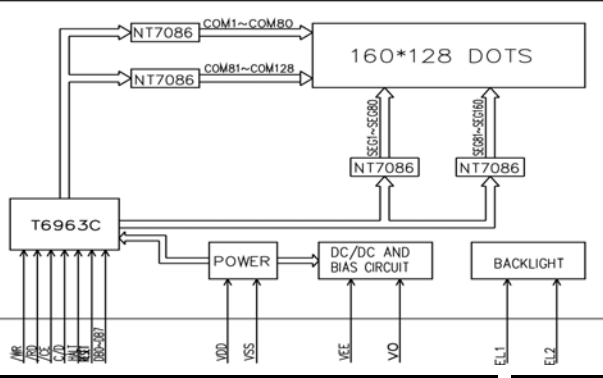 NT7086
COM1~COM80
160*128 DOTS
NT7086
COM81~COM128
SEG1~SEG80
SEG81~SEG160
NT7086
NT7086
T6963C
POWER
DC/DC AND
BIAS CIRCUIT
BACKLIGHT
/WR
/RD
/CE
C/D
HALT
DB0~DB7
VDD
VSS
VEE
VO
EL1
EL2